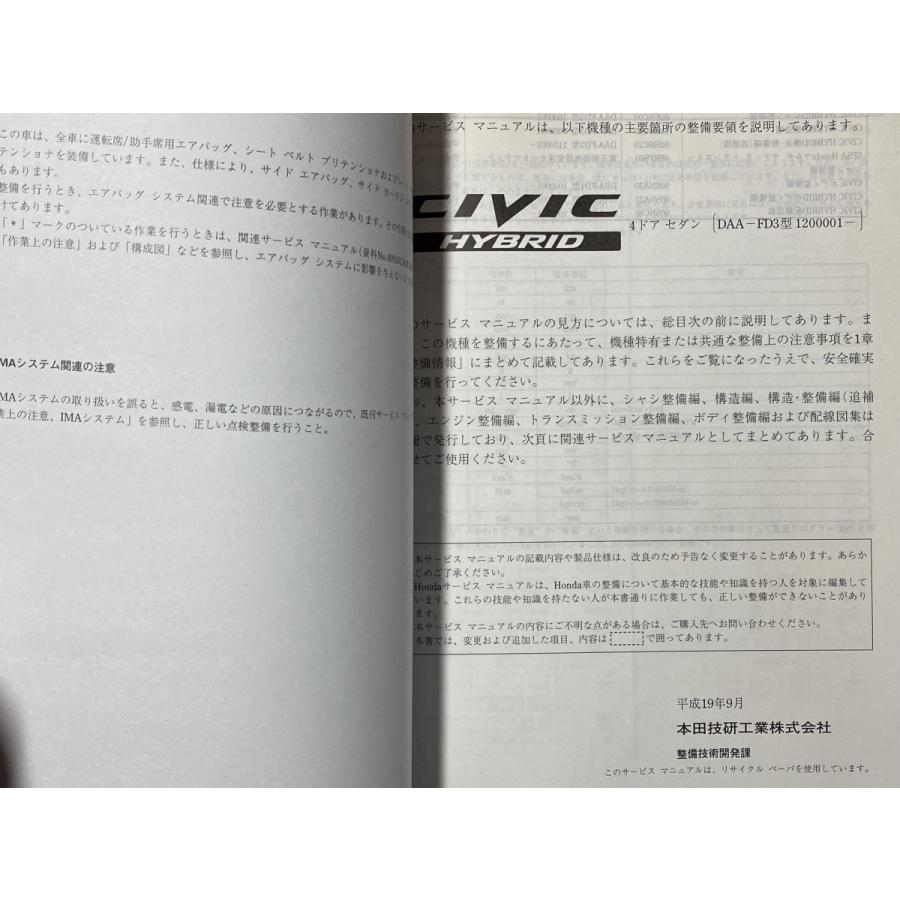 この車は、全車に運転席/助手席用エアバッグ、シート ベルト プリテンショナおよび
テンショナを装備しています。また、仕様により、サイド エアバッグ、サイド カーテン
もあります。
整備を行うとき、エアバッグ システム関連で注意を必要とする作業があります。その
けてあります。
「*」マークのついている作業を行うときは、関連サービス マニュアル(資料No.
「作業上の注意」および「構成図」などを参照し、エアバッグ システムに影響を与えない
MAシステム関連の注意
MAシステムの取り扱いを誤ると、感電、漏電などの原因につながるので、既刊サービス マニュ
業上の注意、IMAシステム」を参照し、正しい点検整備を行うこと。
のサービス マニュアルは、以下機種の主要箇所の整備要領を説明してあります。
CIVIC
HYBRID
4ドア セダン 〔DAA-FD3型 1200001-〕
のサービス マニュアルの見方については、総目次の前に説明してあります。ま
、この機種を整備するにあたって、機種特有または共通な整備上の注意事項を1章
整備情報」にまとめて記載してあります。これらをご覧になったうえで、安全確実
整備を行ってください。
お、本サービス マニュアル以外に、シャシ整備編、構造編、構造・整備編(追補
、エンジン整備編、トランスミッション整備編、ボディ整備編および配線図集は
冊で発行しており、次頁に関連サービス マニュアルとしてまとめてあります。合
せてご使用ください。
本サービス マニュアルの記載内容や製品仕様は、改良のため予告なく変更することがあります。あらか
じめご了承ください。
Hondaサービス マニュアルは、Honda車の整備について基本的な技能や知識を持つ人を対象に編集して
います。これらの技能や知識を持たない人が本書通りに作業しても、正しい整備ができないことがあり
ます。
本サービス マニュアルの内容にご不明な点がある場合は、ご購入先へお問い合わせください。
本書では、変更および追加した項目、内容は で囲ってあります。
平成19年9月
本田技研工業株式会社
整備技術開発課
このサービス マニュアルは、リサイクル ペーパを使用しています。